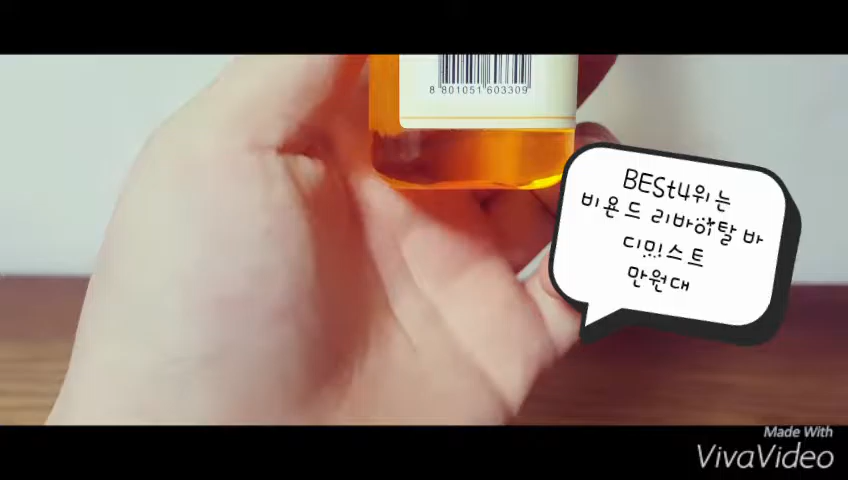 8 801051 603309
BESt4위는
비욘드 리바이탈 바
디미스트
만원대
Made With
VivaVideo